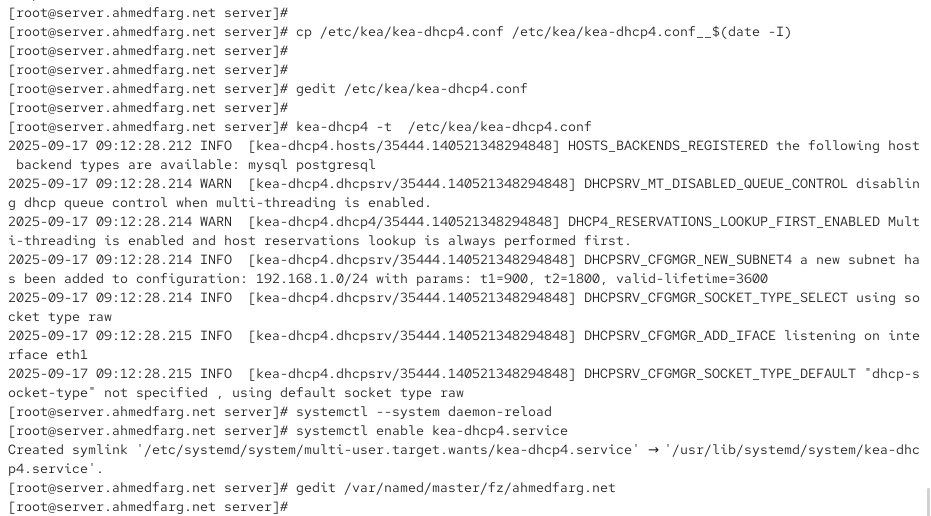 [root@server.ahmedfarg.net server]#
[root@server.ahmedfarg.net server]# cp /etc/kea/kea-dhcp4.conf /etc/kea/kea-dhcp4.conf__$(date -I)
[root@server.ahmedfarg.net server]#
[root@server.ahmedfarg.net server]#
[root@server.ahmedfarg.net server]# gedit /etc/kea/kea-dhcp4.conf
[root@server.ahmedfarg.net server]#
[root@server.ahmedfarg.net server]# kea-dhcp4 -t  /etc/kea/kea-dhcp4.conf
2025-09-17 09:12:28.212 INFO  [kea-dhcp4.hosts/35444.140521348294848] HOSTS_BACKENDS_REGISTERED the following host
 backend types are available: mysql postgresql
2025-09-17 09:12:28.214 WARN  [kea-dhcp4.dhcpsrv/35444.140521348294848] DHCPSRV_MT_DISABLED_QUEUE_CONTROL disablin
g dhcp queue control when multi-threading is enabled.
2025-09-17 09:12:28.214 WARN  [kea-dhcp4.dhcp4/35444.140521348294848] DHCP4_RESERVATIONS_LOOKUP_FIRST_ENABLED Mult
i-threading is enabled and host reservations lookup is always performed first.
2025-09-17 09:12:28.214 INFO  [kea-dhcp4.dhcpsrv/35444.140521348294848] DHCPSRV_CFGMGR_NEW_SUBNET4 a new subnet ha
s been added to configuration: 192.168.1.0/24 with params: t1=900, t2=1800, valid-lifetime=3600
2025-09-17 09:12:28.214 INFO  [kea-dhcp4.dhcpsrv/35444.140521348294848] DHCPSRV_CFGMGR_SOCKET_TYPE_SELECT using so
cket type raw
2025-09-17 09:12:28.215 INFO  [kea-dhcp4.dhcpsrv/35444.140521348294848] DHCPSRV_CFGMGR_ADD_IFACE listening on inte
rface eth1
2025-09-17 09:12:28.215 INFO  [kea-dhcp4.dhcpsrv/35444.140521348294848] DHCPSRV_CFGMGR_SOCKET_TYPE_DEFAULT "dhcp-s
ocket-type" not specified , using default socket type raw
[root@server.ahmedfarg.net server]# systemctl --system daemon-reload
[root@server.ahmedfarg.net server]# systemctl enable kea-dhcp4.service
Created symlink '/etc/systemd/system/multi-user.target.wants/kea-dhcp4.service' → '/usr/lib/systemd/system/kea-dhc
p4.service'.
[root@server.ahmedfarg.net server]# gedit /var/named/master/fz/ahmedfarg.net
[root@server.ahmedfarg.net server]#